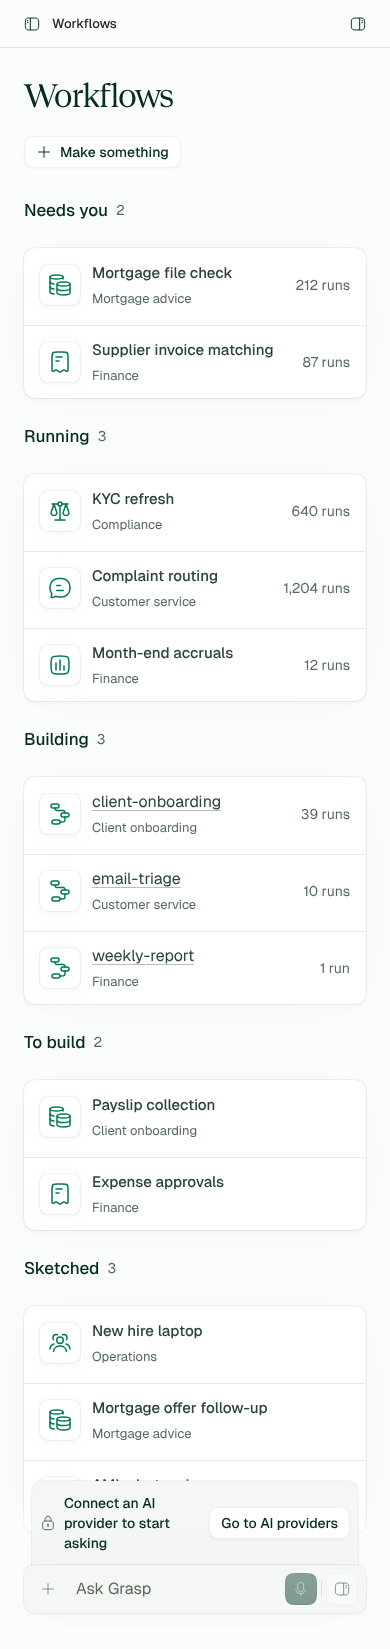 Workflows
Workflows
Make something
Needs you 2
Mortgage file check
Mortgage advice
212 runs
Supplier invoice matching
Finance
87 runs
Running 3
KYC refresh
Compliance
640 runs
Complaint routing
Customer service
1,204 runs
Month-end accruals
Finance
12 runs
Building 3
client-onboarding
Client onboarding
39 runs
email-triage
Customer service
10 runs
weekly-report
Finance
1 run
To build 2
Payslip collection
Client onboarding
Expense approvals
Finance
Sketched 3
New hire laptop
Operations
Mortgage offer follow-up
Mortgage advice
Connect an AI
provider to start
asking
Go to AI providers
Ask Grasp